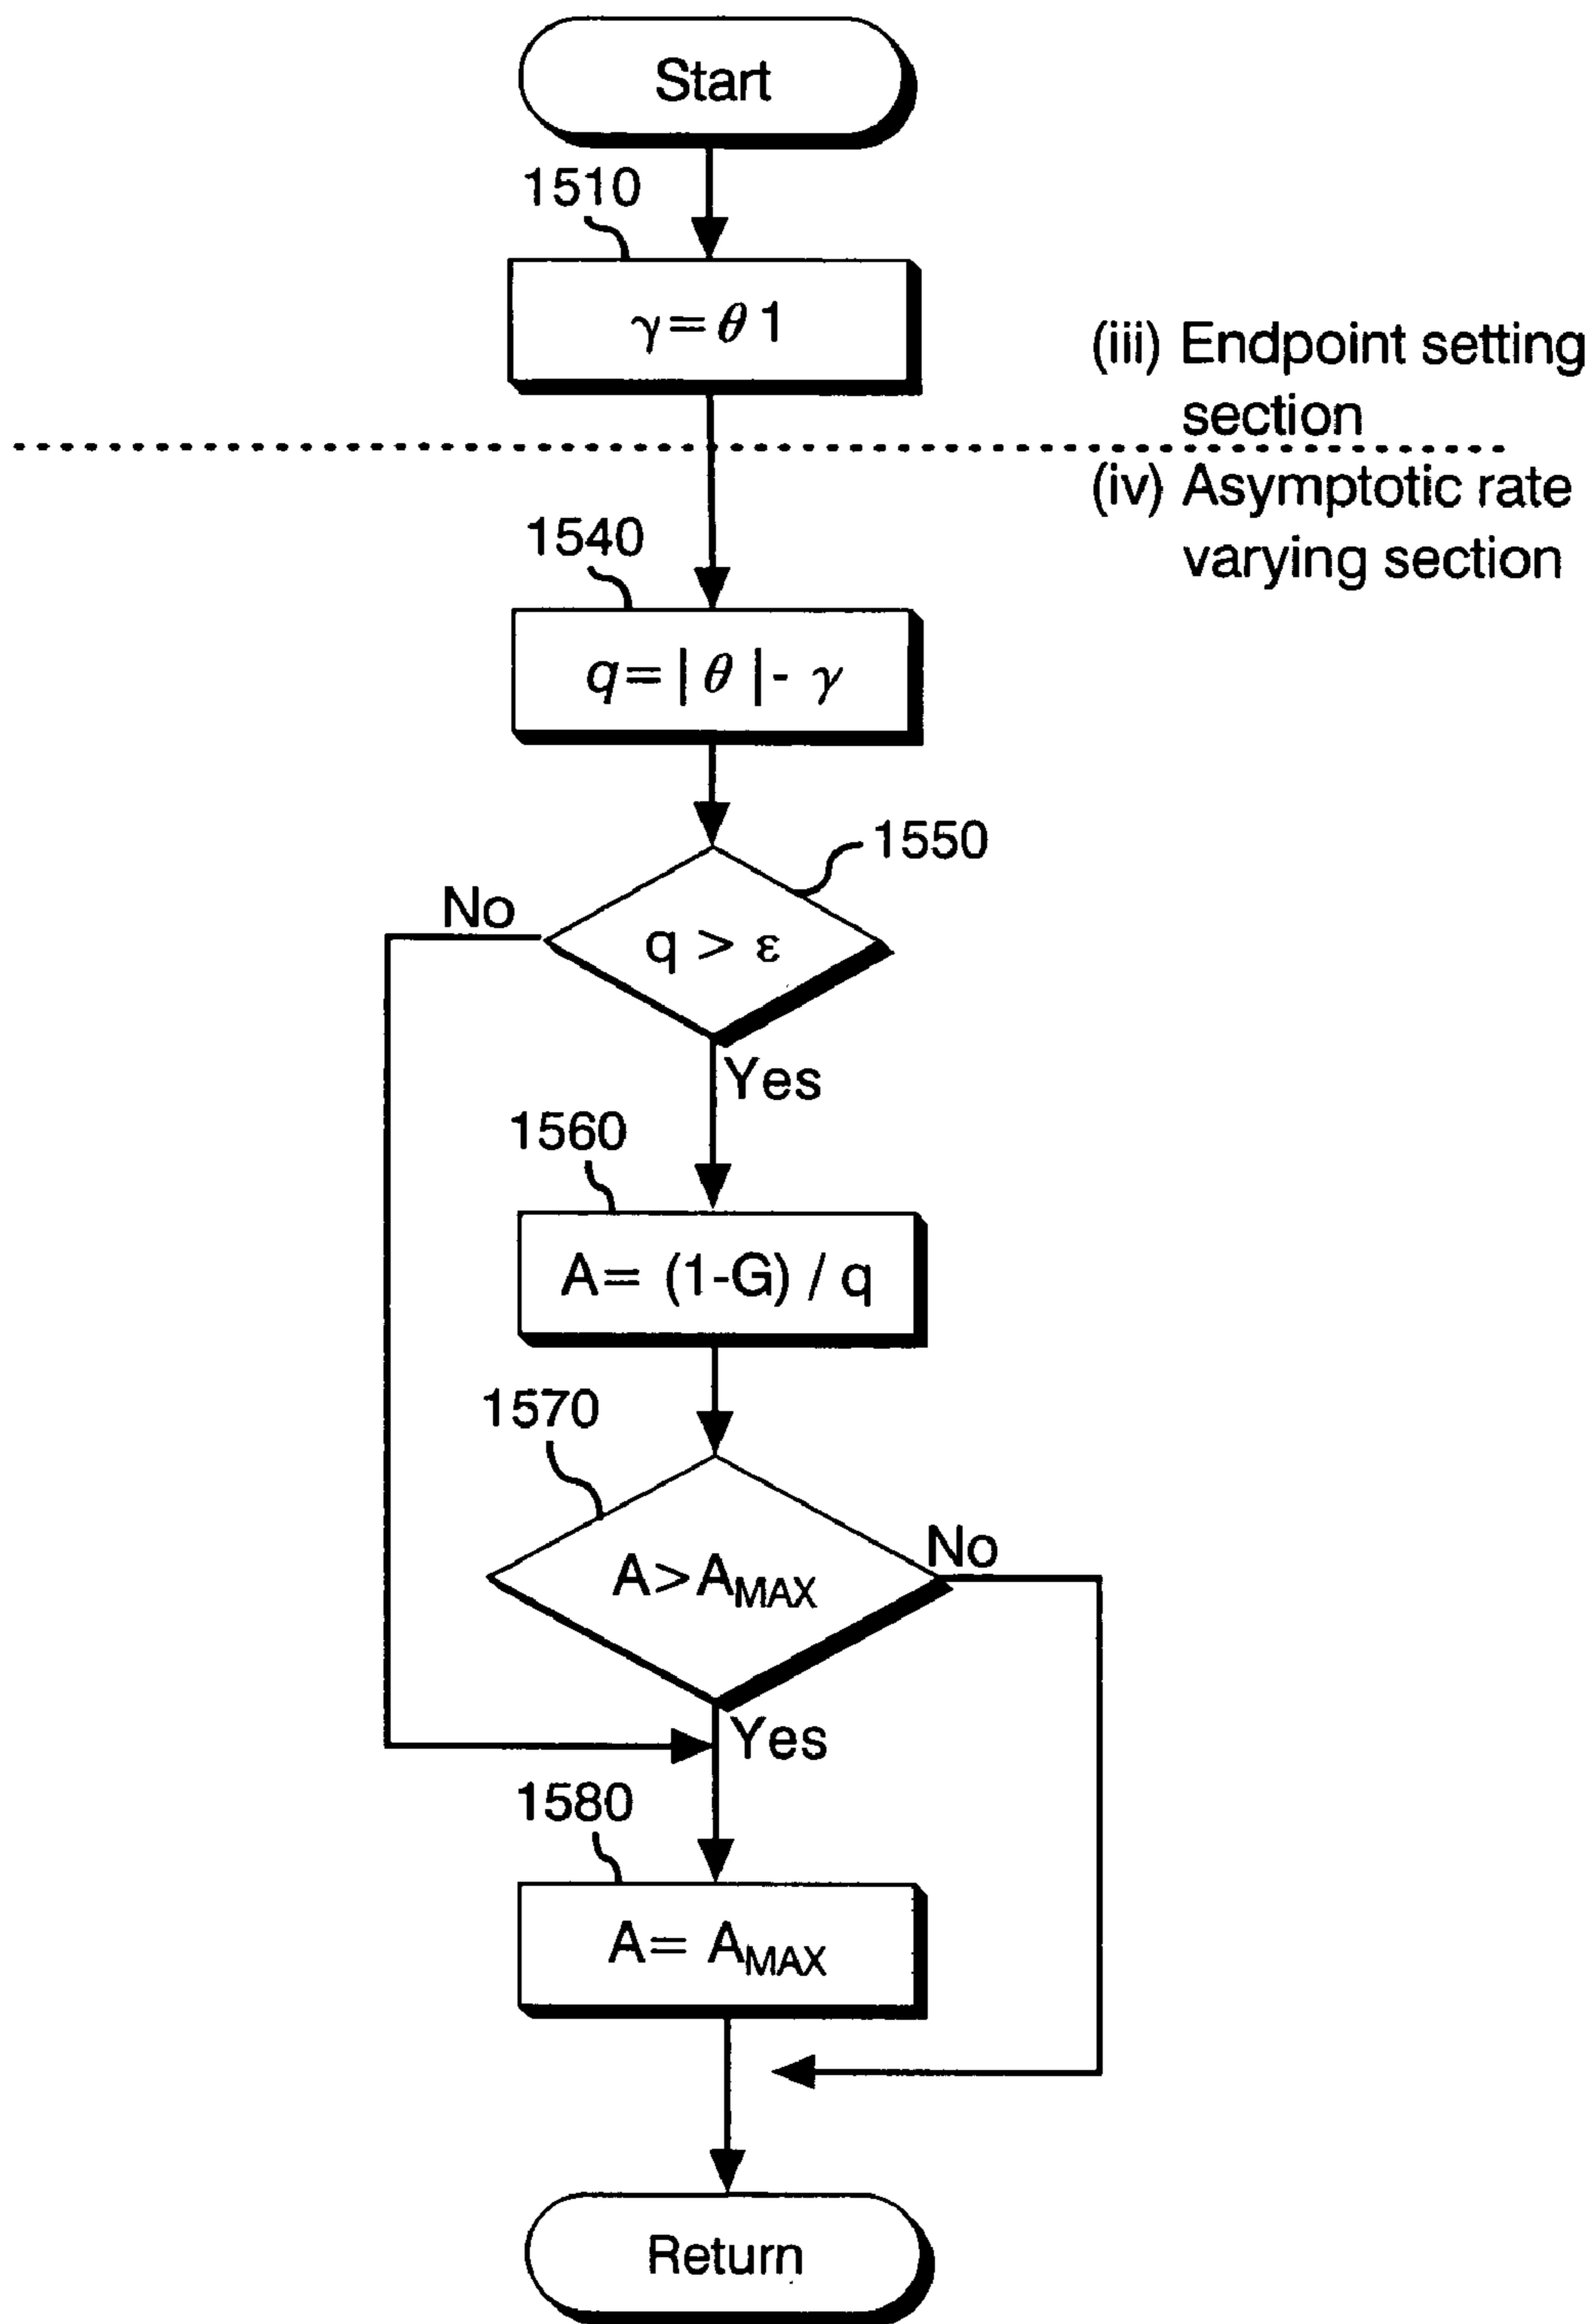 Start
1510
γ=θ1
(iii) Endpoint setting
section
(iv) Asymptotic rate
varying section
1540
q=|θ|- γ
1550
No
q > ε
Yes
1560
A= (1-G) / q
1570
No
A>AMAX
Yes
1580
A= AMAX
Return